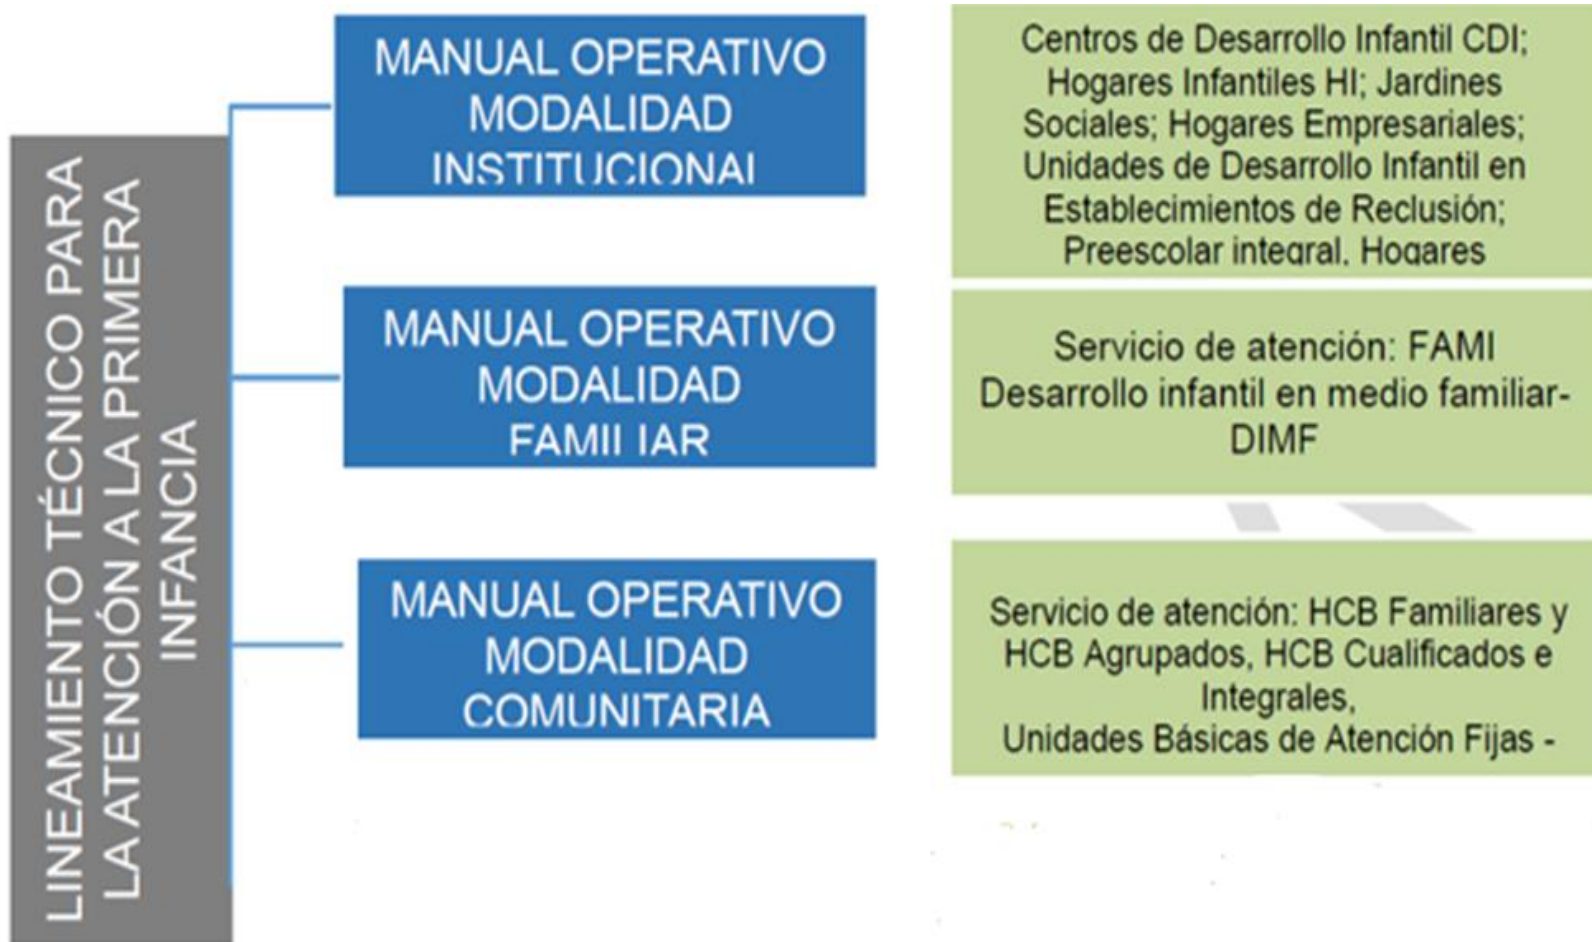 LINEAMIENTO TÉCNICO PARA
LA ATENCIÓN A LA PRIMERA
INFANCIA
MANUAL OPERATIVO
MODALIDAD
INSTITUCIONAL
Centros de Desarrollo Infantil CDI;
Hogares Infantiles HI; Jardines
Sociales; Hogares Empresariales;
Unidades de Desarrollo Infantil en
Establecimientos de Reclusión;
Preescolar integral, Hogares
MANUAL OPERATIVO
MODALIDAD
FAMILIAR
Servicio de atención: FAMI
Desarrollo infantil en medio familiar-
DIMF
MANUAL OPERATIVO
MODALIDAD
COMUNITARIA
Servicio de atención: HCB Familiares y
HCB Agrupados, HCB Cualificados e
Integrales,
Unidades Básicas de Atención Fijas -